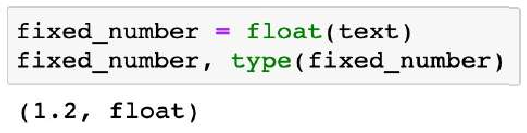 fixed_number = float(text)
fixed_number, type(fixed_number)
(1.2, float)